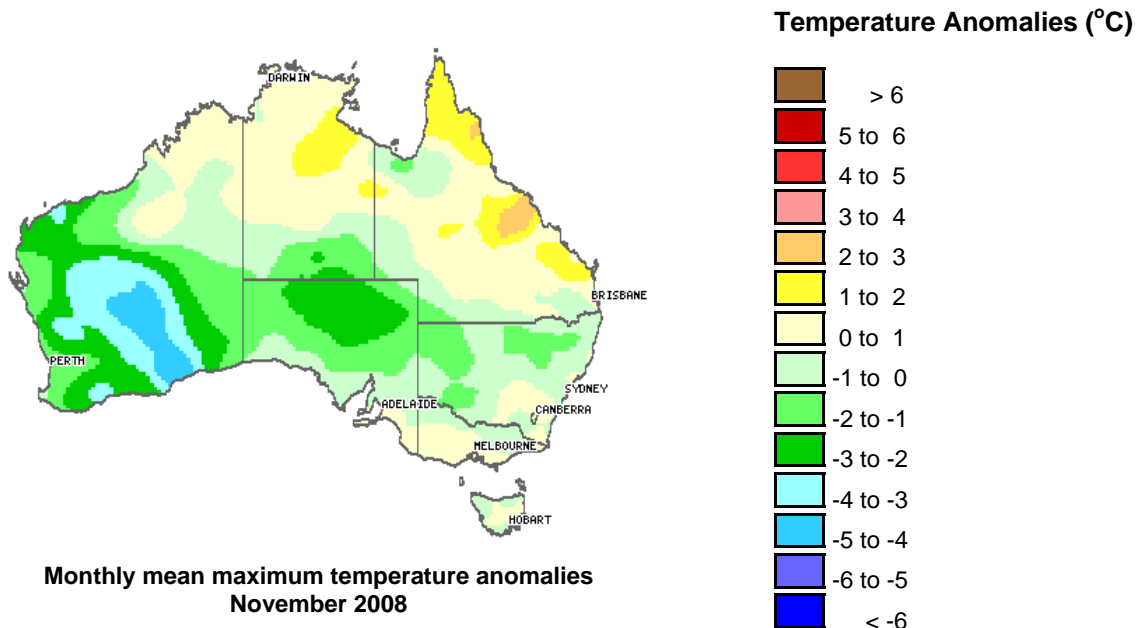 Temperature Anomalies (°C)
> 6
5 to 6
4 to 5
3 to 4
2 to 3
1 to 2
0 to 1
-1 to 0
-2 to -1
-3 to -2
-4 to -3
-5 to -4
-6 to -5
< -6
DARWIN
BRISBANE
PERTH
SYDNEY
ADELAIDE
CANBERRA
MELBOURNE
HOBART
Monthly mean maximum temperature anomalies
November 2008